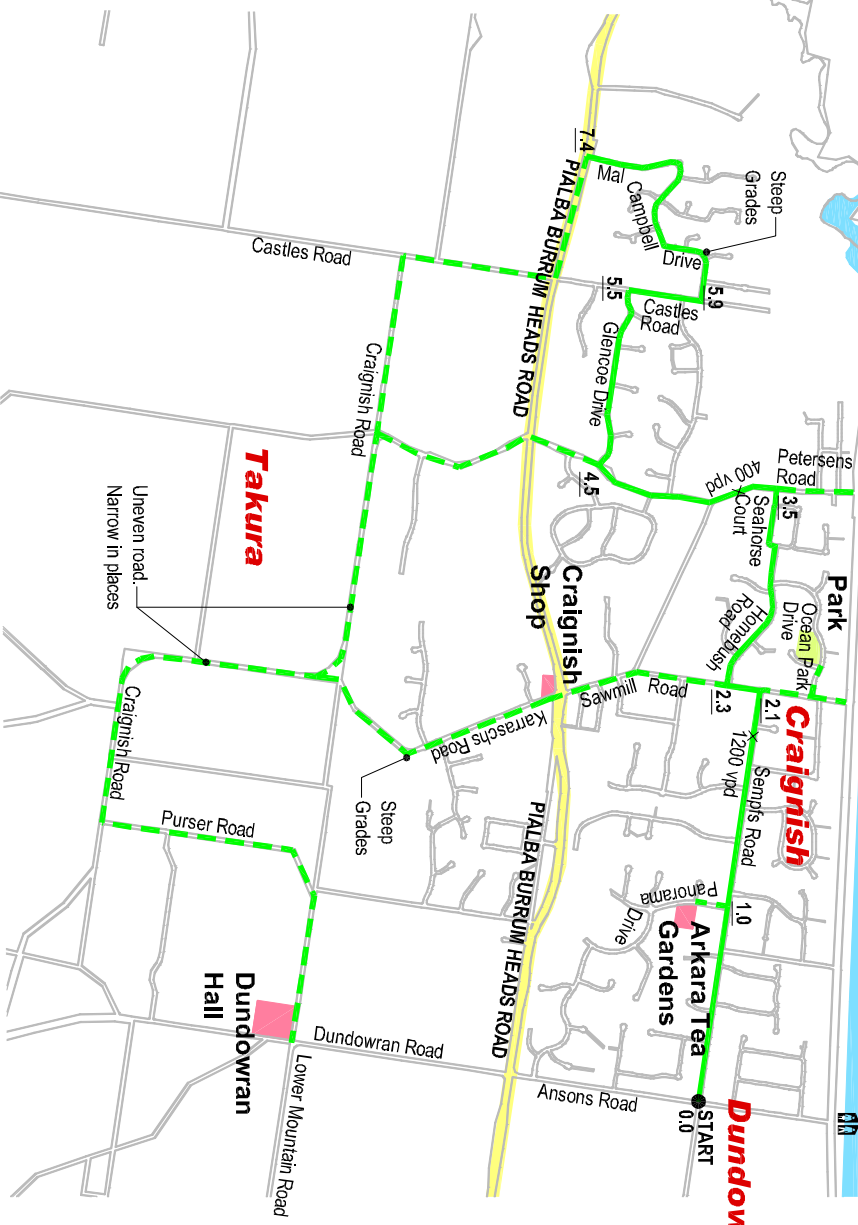 7.4
Mal
Campbell
Drive
Steep
Grades
PIALBA BURRUM HEADS ROAD
Castles Road
5.5
5.9
Castles
Road
Glencoe Drive
Craignish Road
4.5
400 vpd
Petersens
Road
3.5
Seahorse
Court
Homebush
Road
Park
Ocean Park
Drive
Takura
Uneven road.
Narrow in places
Craignish
Shop
Sawmill Road
2.3
2.1
Craignish
1200 vpd
Sempfs Road
Karraschs Road
Steep
Grades
Craignish Road
Purser Road
PIALBA BURRUM HEADS ROAD
Panorama
Drive
1.0
Arkara Tea
Gardens
Dundowran
Hall
Dundowran Road
Lower Mountain Road
Ansons Road
START
0.0
Dundow